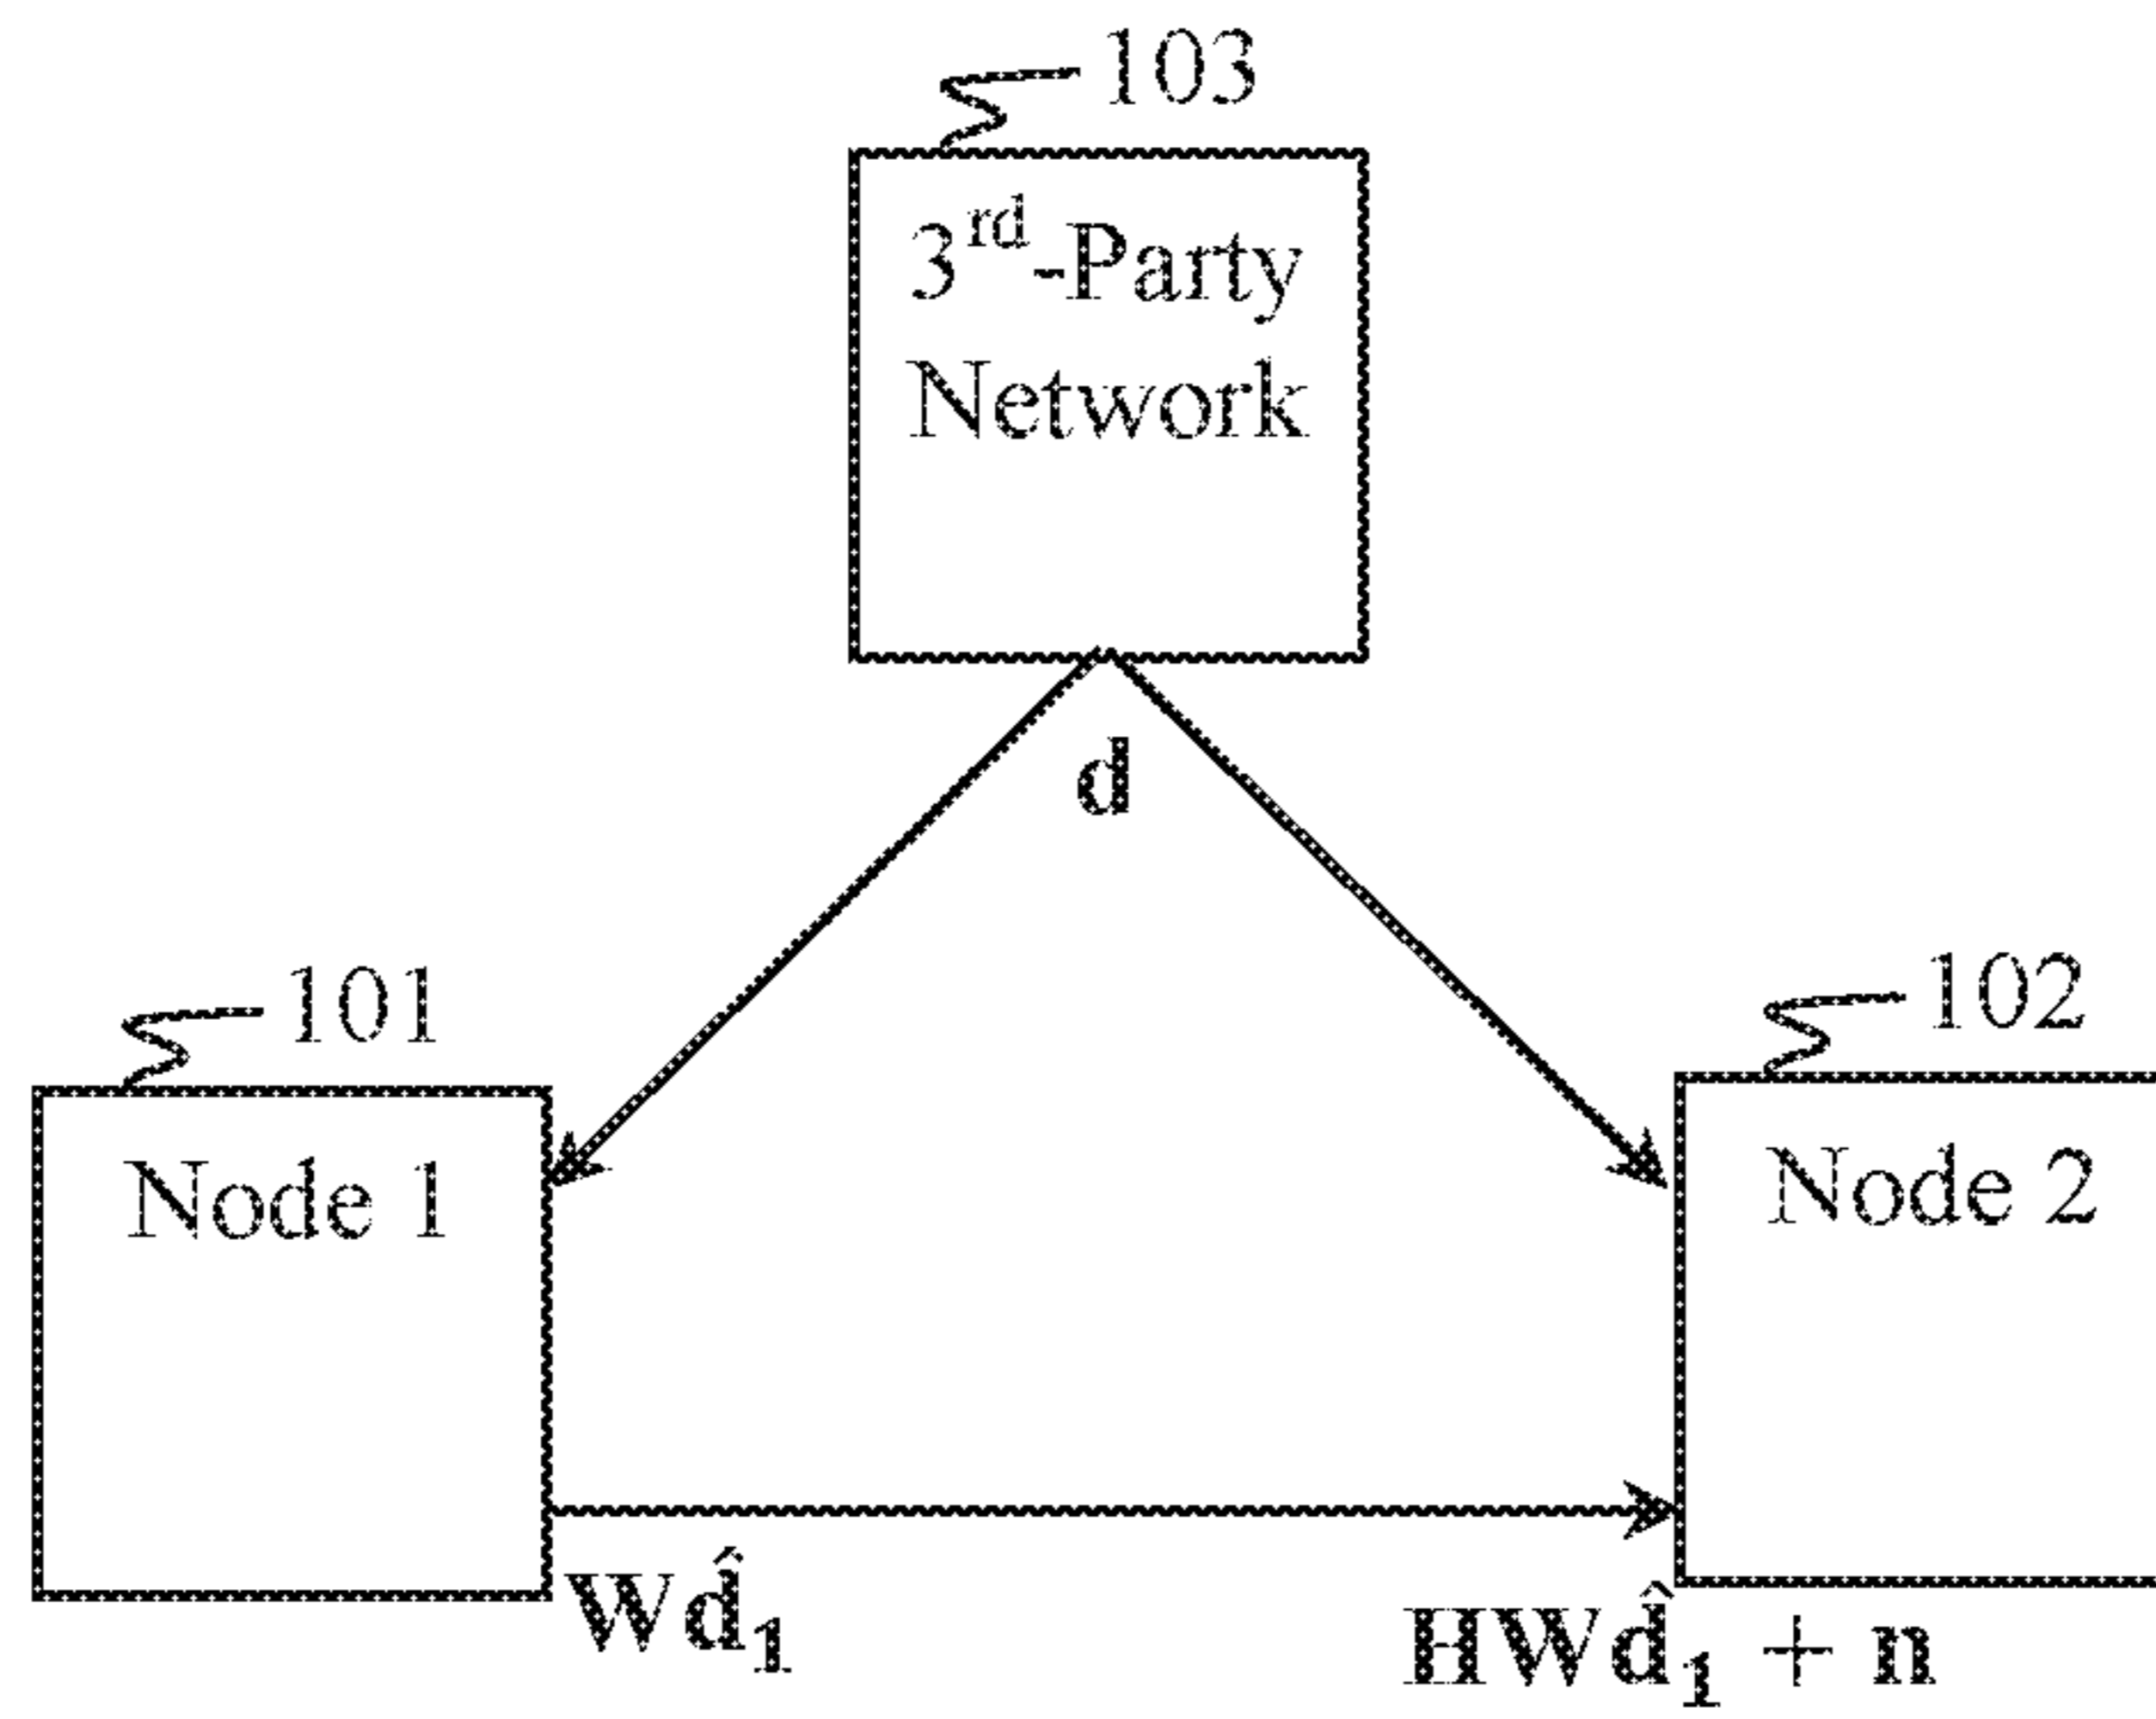 103
3rd-Party
Network
d
101
102
Node 1
Node 2
Wd̂₁
HWd̂₁ + n